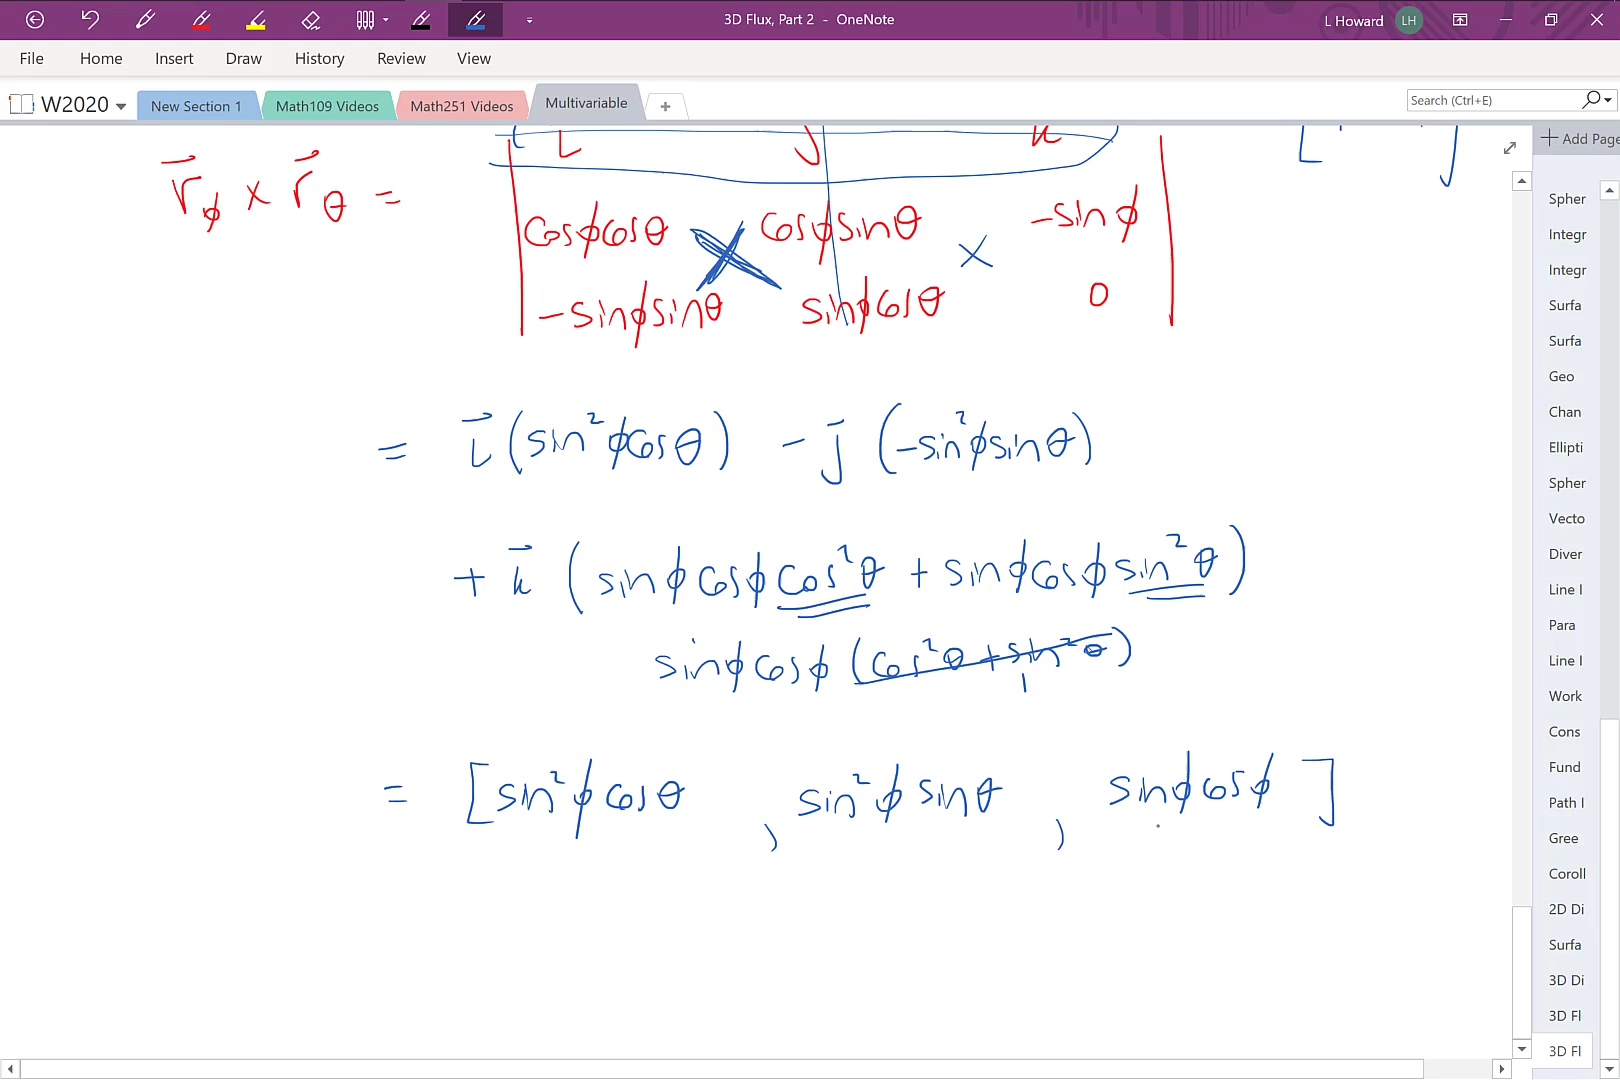 3D Flux, Part 2 - OneNote
L Howard LH
File Home Insert Draw History Review View
W2020 New Section 1 Math109 Videos Math251 Videos Multivariable
Search (Ctrl+E)
Add Page
i j k
r⃗φ × r⃗θ =
cosφcosθ cosφsinθ -sinφ
-sinφsinθ sinφcosθ 0
= i⃗ (sin²φcosθ) - j⃗ (-sin²φsinθ)
+ k⃗ (sinφcosφcos²θ + sinφcosφsin²θ)
sinφcosφ (cos²θ + sin²θ)
1
= [sin²φcosθ , sin²φsinθ , sinφcosφ]
Spher
Integr
Integr
Surfa
Surfa
Geo
Chan
Ellipti
Spher
Vecto
Diver
Line I
Para
Line I
Work
Cons
Fund
Path I
Gree
Coroll
2D Di
Surfa
3D Di
3D Fl
3D Fl